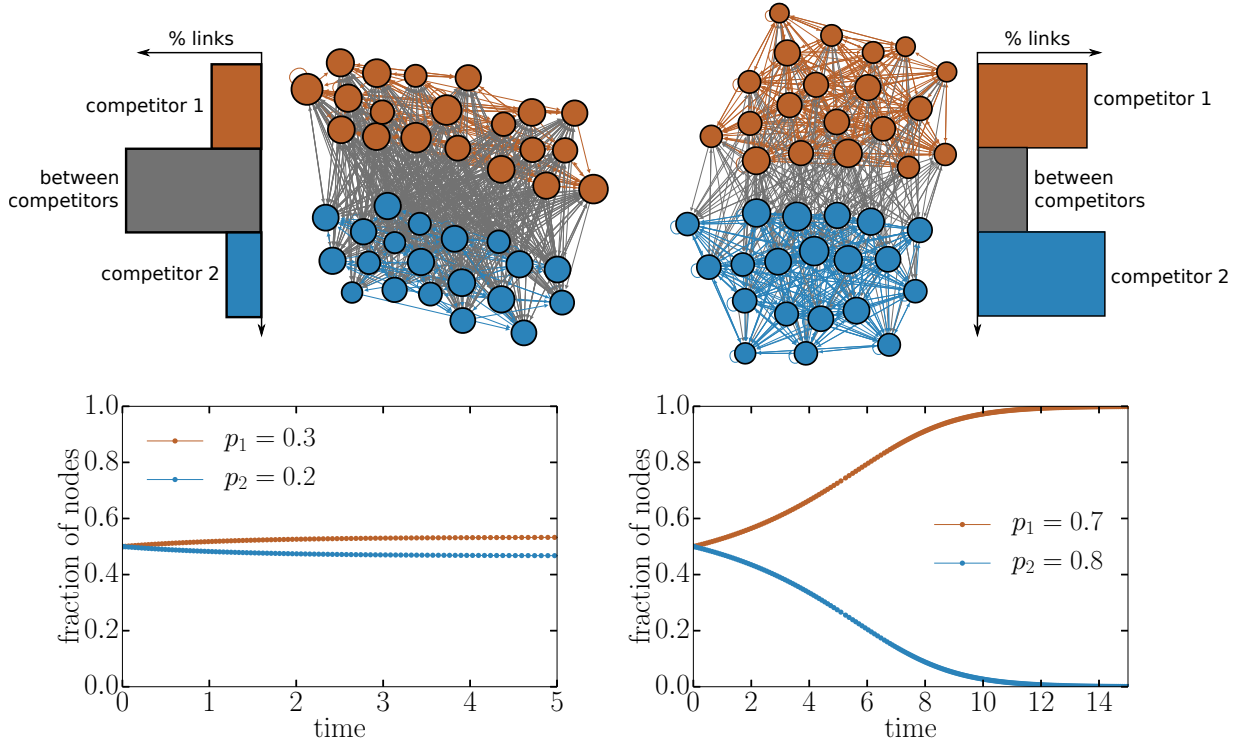 % links
competitor 1
between
competitors
competitor 2
% links
competitor 1
between
competitors
competitor 2
1.0
0.8
0.6
0.4
0.2
0.0
fraction of nodes
p₁ = 0.3
p₂ = 0.2
0 1 2 3 4 5
time
1.0
0.8
0.6
0.4
0.2
0.0
fraction of nodes
p₁ = 0.7
p₂ = 0.8
0 2 4 6 8 10 12 14
time